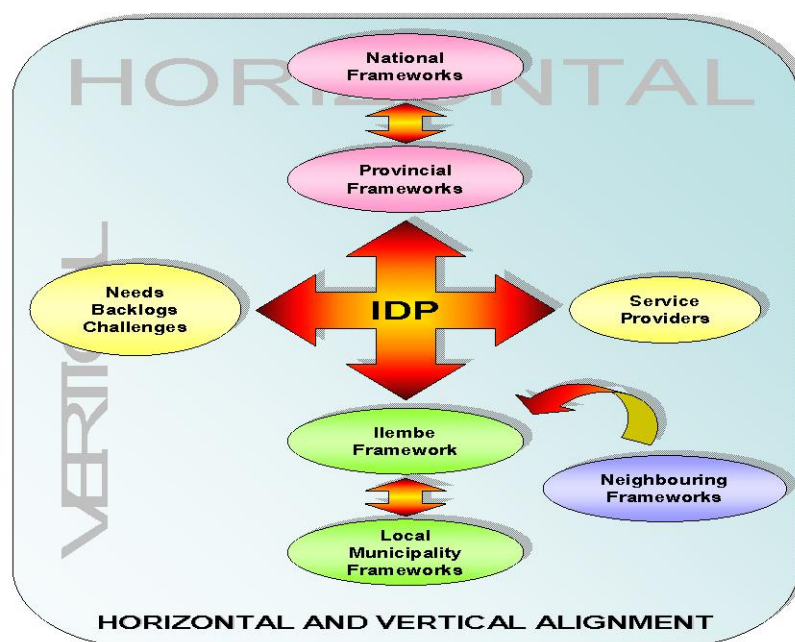 HORIZONTAL
National
Frameworks
Provincial
Frameworks
VERTICAL
Needs
Backlogs
Challenges
IDP
Service
Providers
Ilembe
Framework
Neighbouring
Frameworks
Local
Municipality
Frameworks
HORIZONTAL AND VERTICAL ALIGNMENT